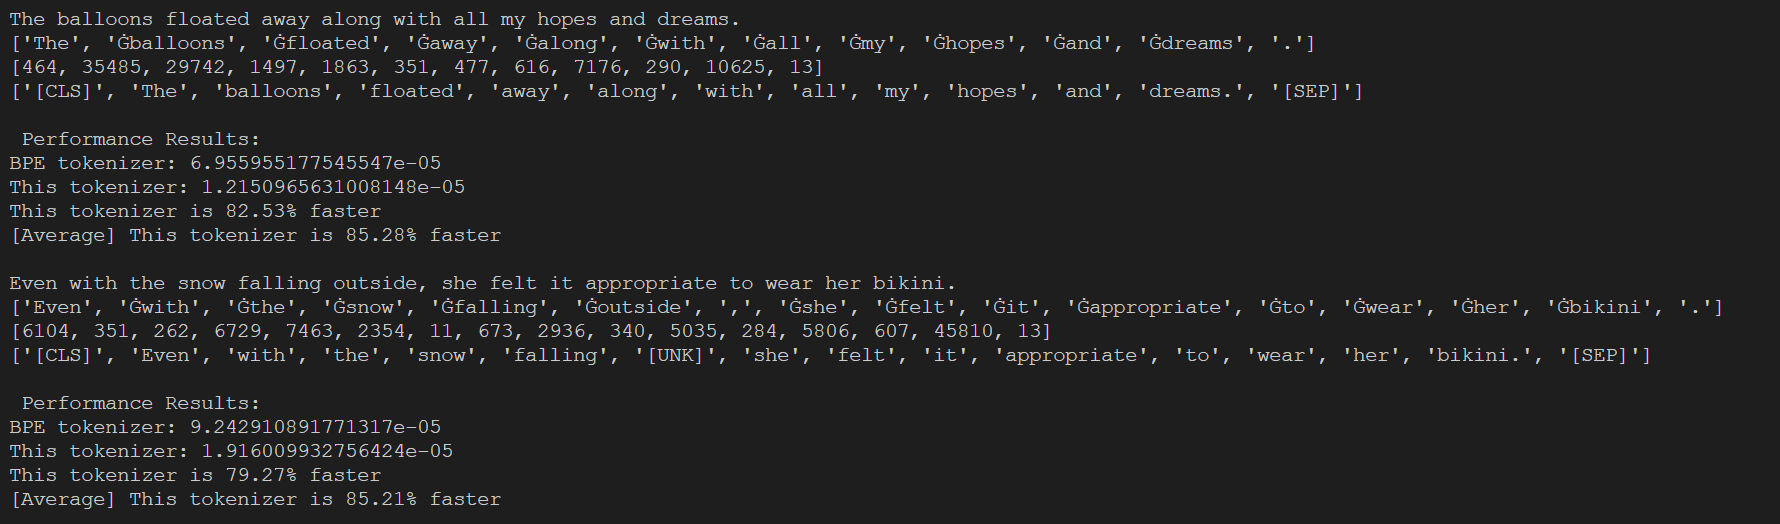 The balloons floated away along with all my hopes and dreams.
['The', 'Ġballoons', 'Ġfloated', 'Ġaway', 'Ġalong', 'Ġwith', 'Ġall', 'Ġmy', 'Ġhopes', 'Ġand', 'Ġdreams', '.']
[464, 35485, 29742, 1497, 1863, 351, 477, 616, 7176, 290, 10625, 13]
['[CLS]', 'The', 'balloons', 'floated', 'away', 'along', 'with', 'all', 'my', 'hopes', 'and', 'dreams.', '[SEP]']
Performance Results:
BPE tokenizer: 6.955955177545547e-05
This tokenizer: 1.2150965631008148e-05
This tokenizer is 82.53% faster
[Average] This tokenizer is 85.28% faster
Even with the snow falling outside, she felt it appropriate to wear her bikini.
['Even', 'Ġwith', 'Ġthe', 'Ġsnow', 'Ġfalling', 'Ġoutside', ',', 'Ġshe', 'Ġfelt', 'Ġit', 'Ġappropriate', 'Ġto', 'Ġwear', 'Ġher', 'Ġbikini', '.']
[6104, 351, 262, 6729, 7463, 2354, 11, 673, 2936, 340, 5035, 284, 5806, 607, 45810, 13]
['[CLS]', 'Even', 'with', 'the', 'snow', 'falling', '[UNK]', 'she', 'felt', 'it', 'appropriate', 'to', 'wear', 'her', 'bikini.', '[SEP]']
Performance Results:
BPE tokenizer: 9.242910891771317e-05
This tokenizer: 1.916009932756424e-05
This tokenizer is 79.27% faster
[Average] This tokenizer is 85.21% faster